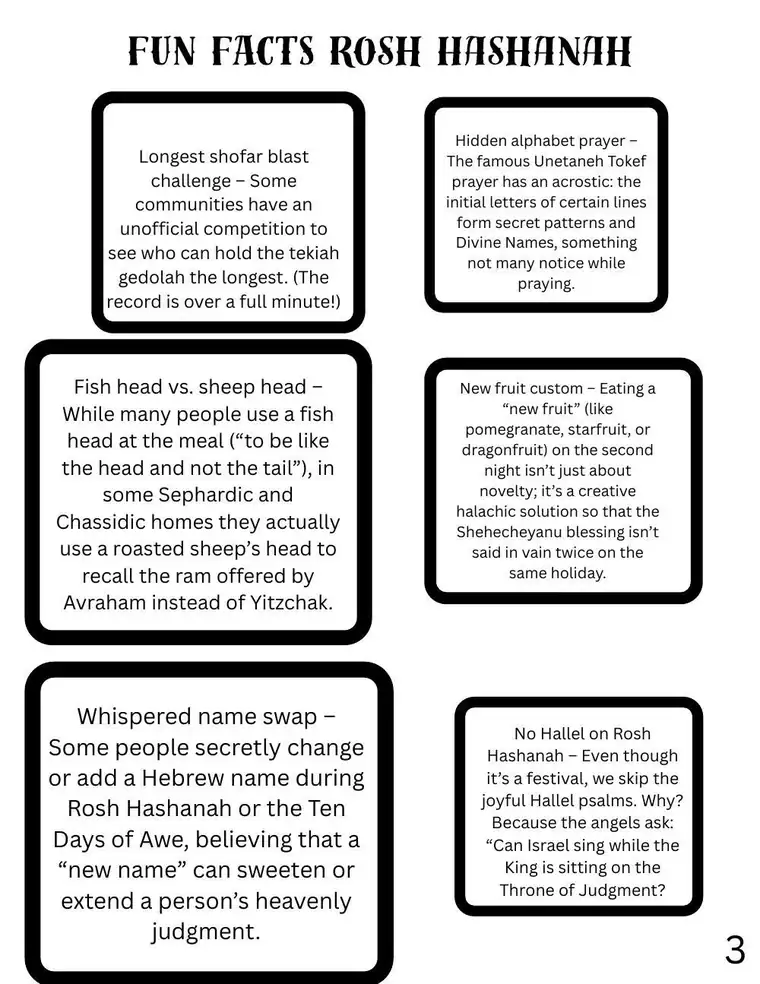 FUN FACTS ROSH HASHANAH
Longest shofar blast
challenge – Some
communities have an
unofficial competition to
see who can hold the tekiah
gedolah the longest. (The
record is over a full minute!)
Hidden alphabet prayer –
The famous Unetaneh Tokef
prayer has an acrostic: the
initial letters of certain lines
form secret patterns and
Divine Names, something
not many notice while
praying.
Fish head vs. sheep head –
While many people use a fish
head at the meal (“to be like
the head and not the tail”), in
some Sephardic and
Chassidic homes they actually
use a roasted sheep’s head to
recall the ram offered by
Avraham instead of Yitzchak.
New fruit custom – Eating a
“new fruit” (like
pomegranate, starfruit, or
dragonfruit) on the second
night isn’t just about
novelty; it’s a creative
halachic solution so that the
Shehecheyanu blessing isn’t
said in vain twice on the
same holiday.
Whispered name swap –
Some people secretly change
or add a Hebrew name during
Rosh Hashanah or the Ten
Days of Awe, believing that a
“new name” can sweeten or
extend a person’s heavenly
judgment.
No Hallel on Rosh
Hashanah – Even though
it’s a festival, we skip the
joyful Hallel psalms. Why?
Because the angels ask:
“Can Israel sing while the
King is sitting on the
Throne of Judgment?
3